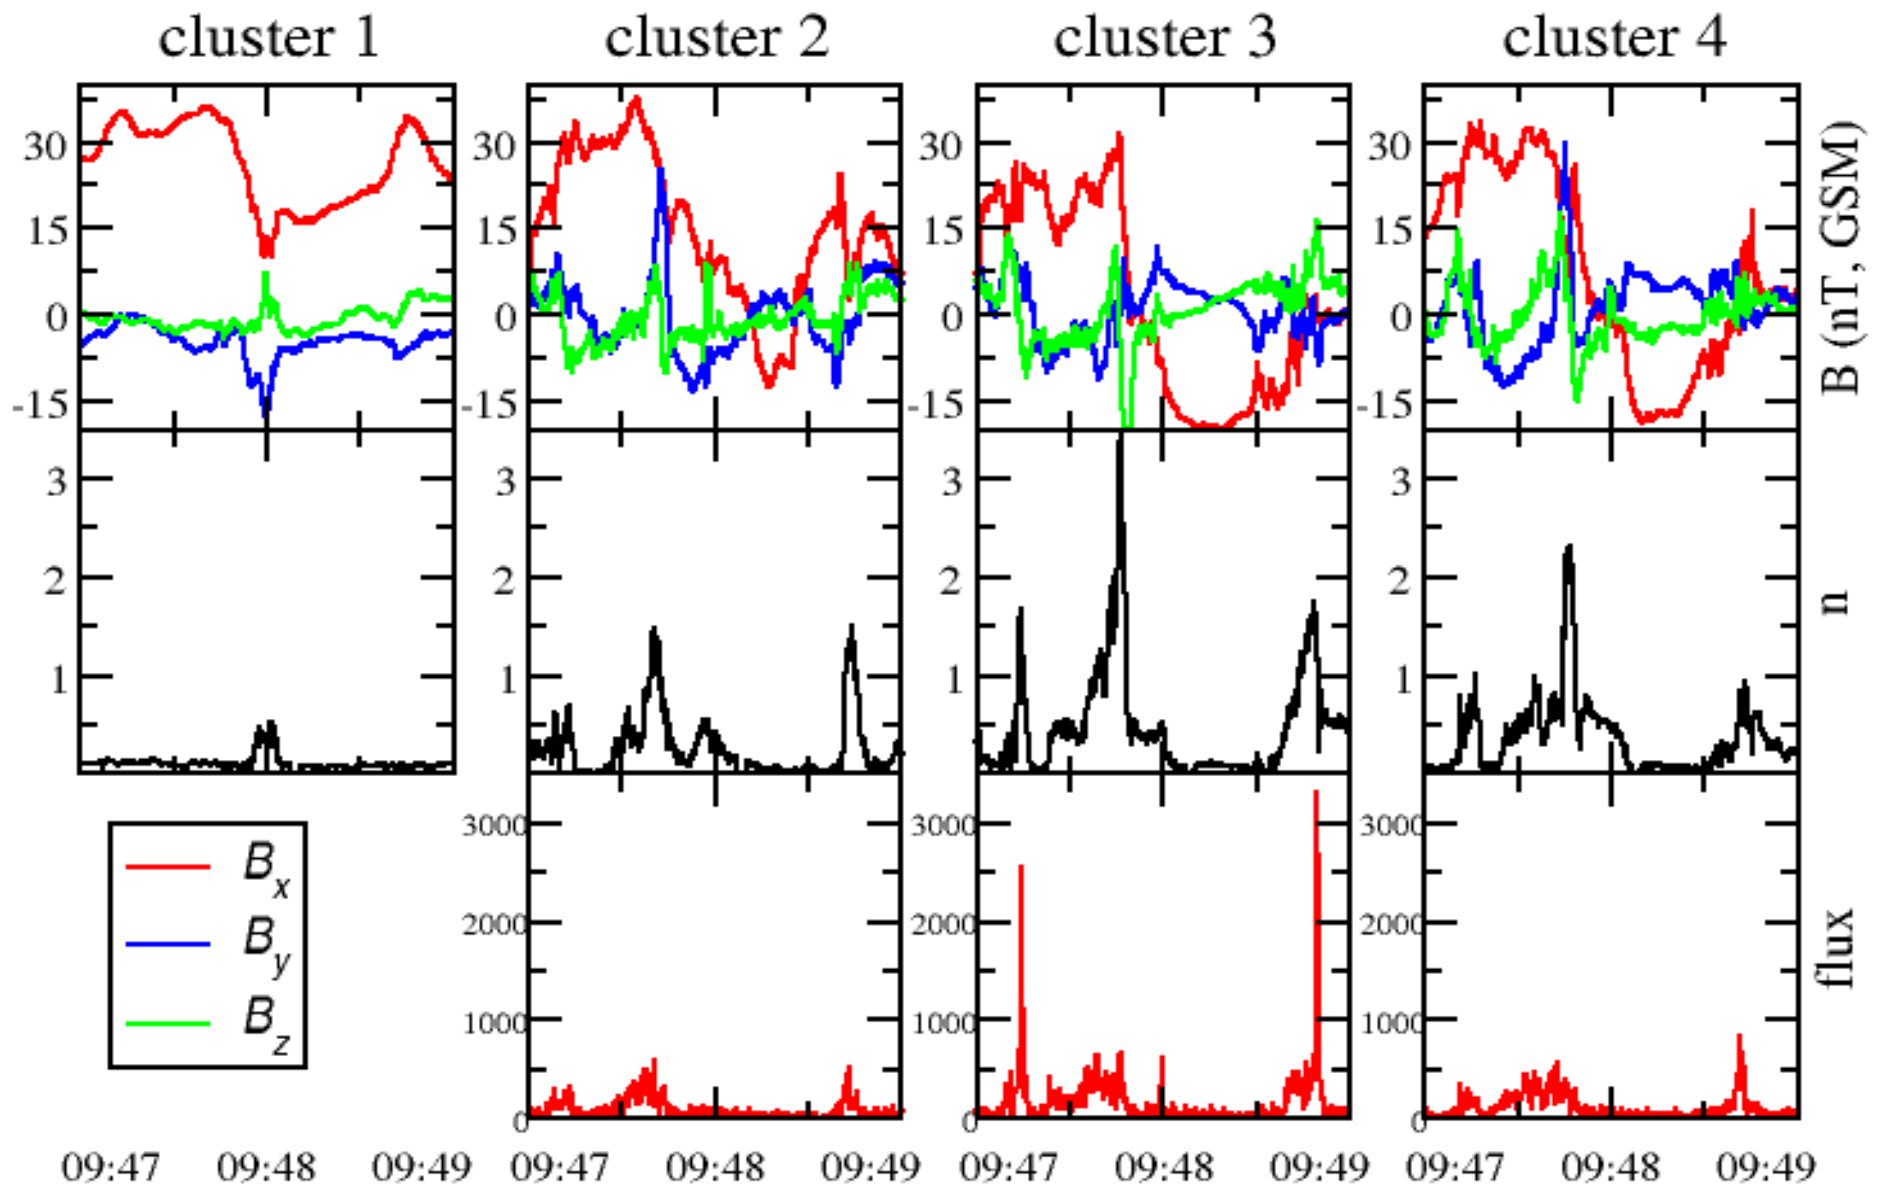 cluster 1 cluster 2 cluster 3 cluster 4
30 30 30 30
15 15 15 15
0 0 0 0
-15 -15 -15 -15
B (nT, GSM)
3 3 3 3
2 2 2 2
1 1 1 1
n
3000 3000 3000
2000 2000 2000
1000 1000 1000
0 0 0
flux
Bx
By
Bz
09:47 09:48 09:49 09:47 09:48 09:49 09:47 09:48 09:49 09:47 09:48 09:49